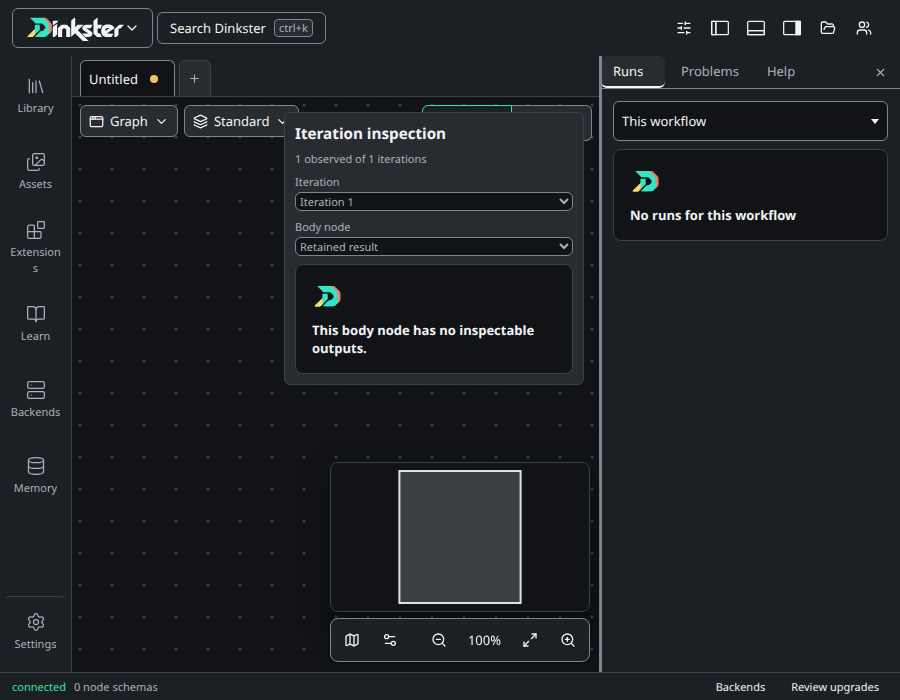 Dinkster
Search Dinkster ctrl+k
Library
Assets
Extension
s
Learn
Backends
Memory
Settings
Untitled
+
Graph
Standard
Iteration inspection
1 observed of 1 iterations
Iteration
Iteration 1
Body node
Retained result
This body node has no inspectable
outputs.
100%
Runs Problems Help
This workflow
No runs for this workflow
connected 0 node schemas
Backends Review upgrades